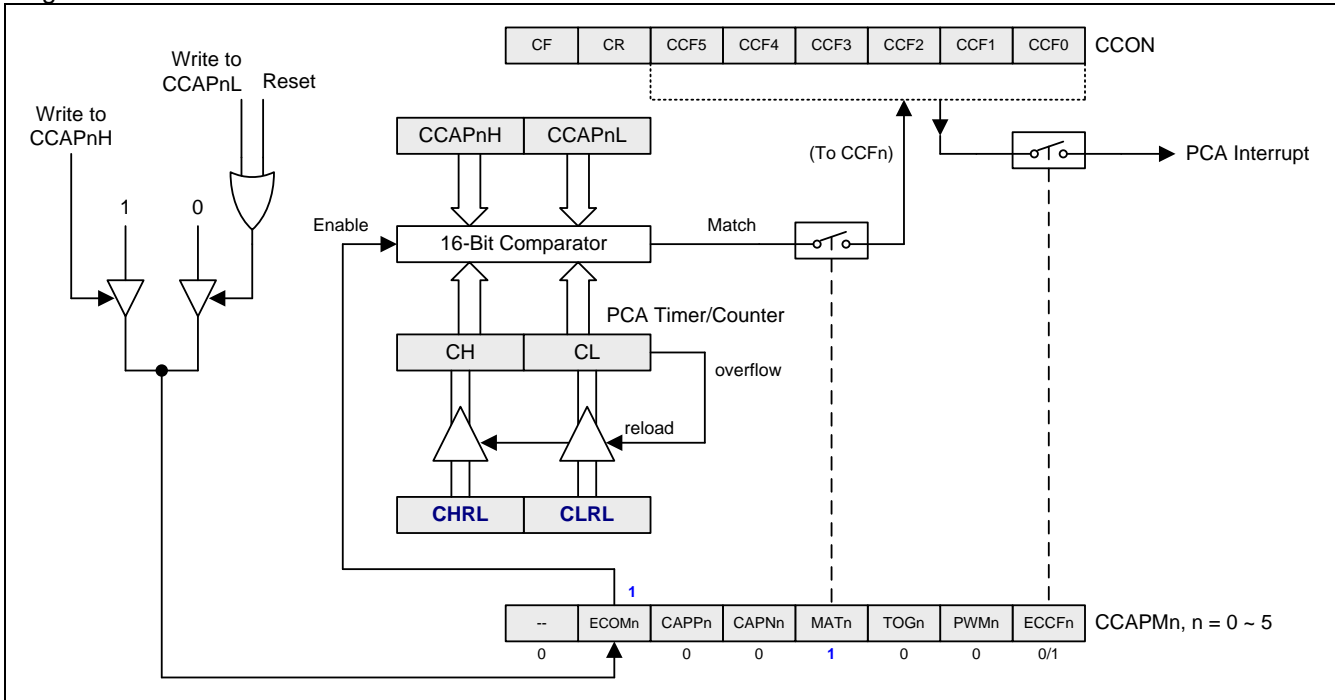 CF CR CCF5 CCF4 CCF3 CCF2 CCF1 CCF0 CCON
Write to
CCAPnL
Reset
Write to
CCAPnH
CCAPnH CCAPnL
(To CCFn)
PCA Interrupt
1 0
Enable
16-Bit Comparator
Match
PCA Timer/Counter
CH CL
overflow
reload
CHRL CLRL
1
-- ECOMn CAPPn CAPNn MATn TOGn PWMn ECCFn CCAPMn, n = 0 ~ 5
0 0 0 1 0 0 0/1